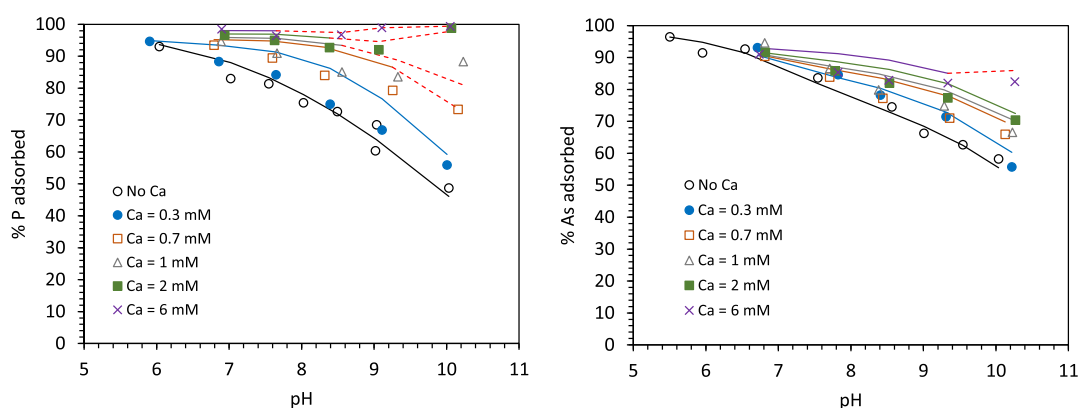 100
90
80
70
60
50
40
30
20
10
0
% P adsorbed
No Ca
Ca = 0.3 mM
Ca = 0.7 mM
Ca = 1 mM
Ca = 2 mM
Ca = 6 mM
5 6 7 8 9 10 11
pH
100
90
80
70
60
50
40
30
20
10
0
% As adsorbed
No Ca
Ca = 0.3 mM
Ca = 0.7 mM
Ca = 1 mM
Ca = 2 mM
Ca = 6 mM
4 5 6 7 8 9 10 11
pH